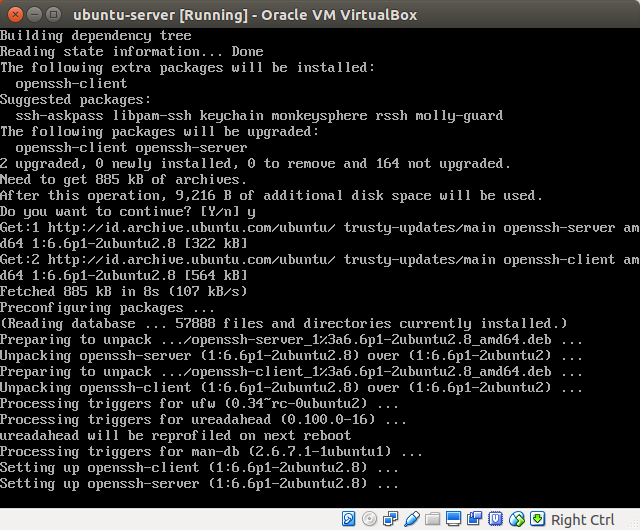 ubuntu-server [Running] - Oracle VM VirtualBox
Building dependency tree
Reading state information... Done
The following extra packages will be installed:
  openssh-client
Suggested packages:
  ssh-askpass libpam-ssh keychain monkeysphere rssh molly-guard
The following packages will be upgraded:
  openssh-client openssh-server
2 upgraded, 0 newly installed, 0 to remove and 164 not upgraded.
Need to get 885 kB of archives.
After this operation, 9,216 B of additional disk space will be used.
Do you want to continue? [Y/n] y
Get:1 http://id.archive.ubuntu.com/ubuntu/ trusty-updates/main openssh-server am
d64 1:6.6p1-2ubuntu2.8 [322 kB]
Get:2 http://id.archive.ubuntu.com/ubuntu/ trusty-updates/main openssh-client am
d64 1:6.6p1-2ubuntu2.8 [564 kB]
Fetched 885 kB in 8s (107 kB/s)
Preconfiguring packages ...
(Reading database ... 57888 files and directories currently installed.)
Preparing to unpack .../openssh-server_1%3a6.6p1-2ubuntu2.8_amd64.deb ...
Unpacking openssh-server (1:6.6p1-2ubuntu2.8) over (1:6.6p1-2ubuntu2) ...
Preparing to unpack .../openssh-client_1%3a6.6p1-2ubuntu2.8_amd64.deb ...
Unpacking openssh-client (1:6.6p1-2ubuntu2.8) over (1:6.6p1-2ubuntu2) ...
Processing triggers for ufw (0.34~rc-0ubuntu2) ...
Processing triggers for ureadahead (0.100.0-16) ...
ureadahead will be reprofiled on next reboot
Processing triggers for man-db (2.6.7.1-1ubuntu1) ...
Setting up openssh-client (1:6.6p1-2ubuntu2.8) ...
Setting up openssh-server (1:6.6p1-2ubuntu2.8) ...
Right Ctrl